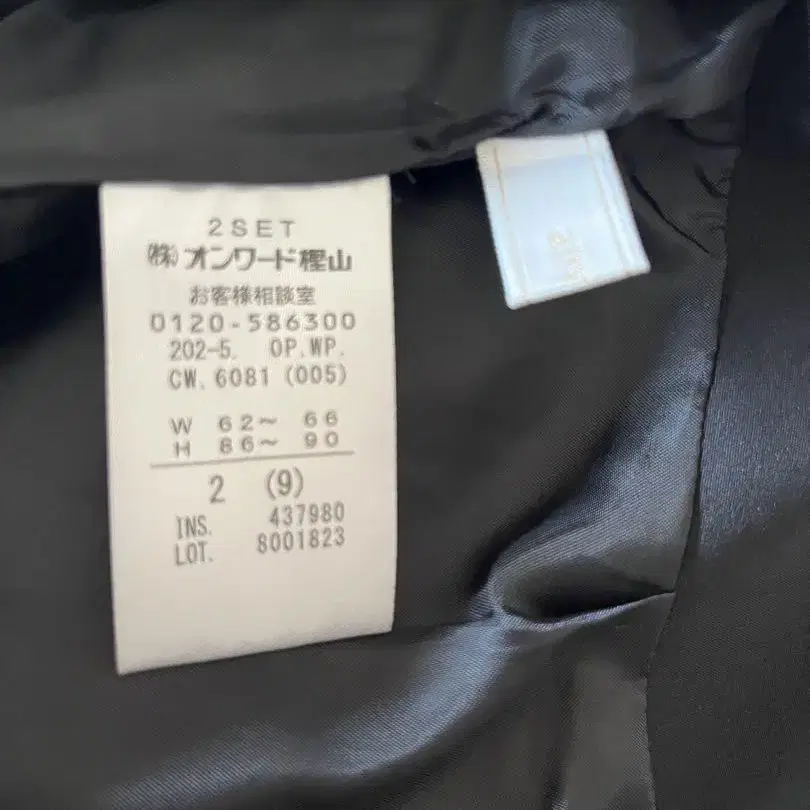 2SET
㈱オンワード樫山
お客様相談室
0120-586300
202-5. OP.WP.
CW.6081 (005)
W 62～ 66
H 86～ 90
2 (9)
INS. 437980
LOT. 8001823